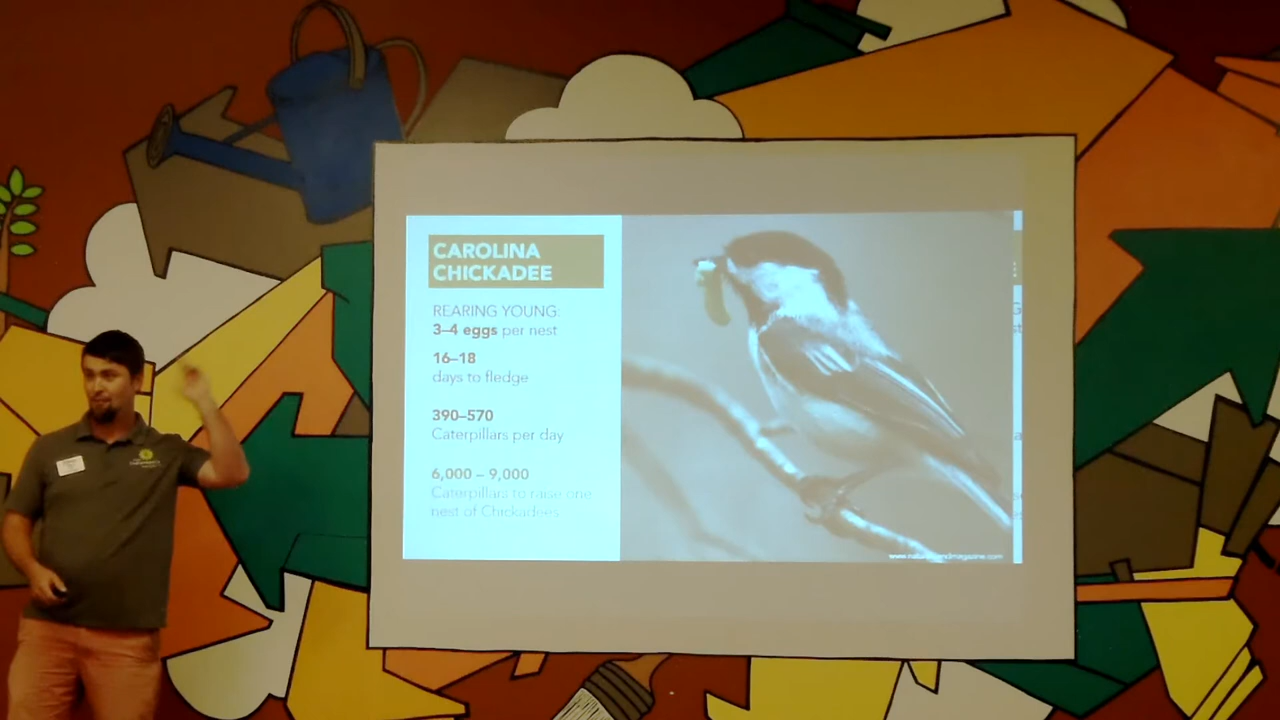 CAROLINA
CHICKADEE
REARING YOUNG:
3–4 eggs per nest
16–18
days to fledge
390–570
Caterpillars per day
6,000 – 9,000
Caterpillars to raise one
nest of Chickadees